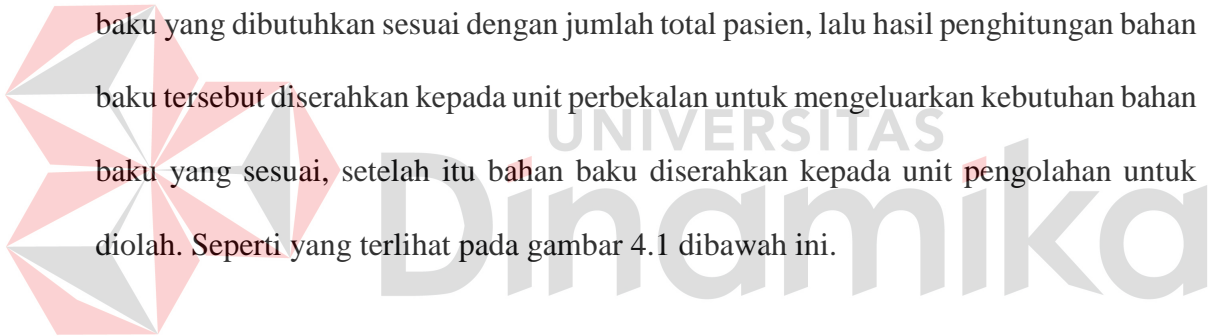 baku yang dibutuhkan sesuai dengan jumlah total pasien, lalu hasil penghitungan bahan
baku tersebut diserahkan kepada unit perbekalan untuk mengeluarkan kebutuhan bahan
UNIVERSITAS
baku yang sesuai, setelah itu bahan baku diserahkan kepada unit pengolahan untuk
Dinamika
diolah. Seperti yang terlihat pada gambar 4.1 dibawah ini.